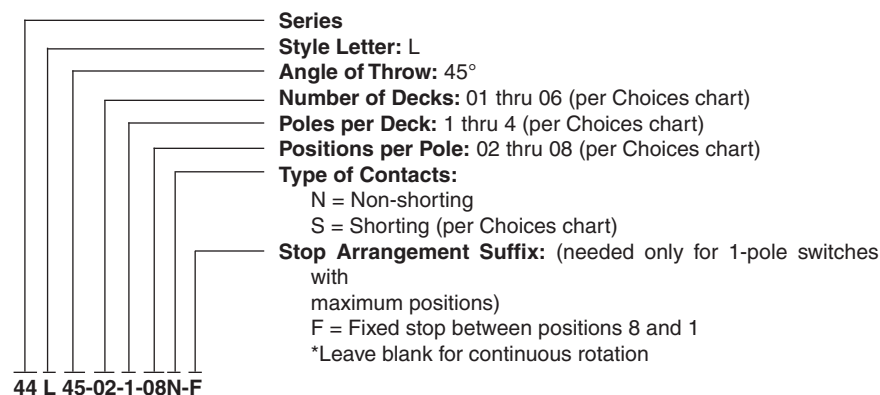 Series
Style Letter: L
Angle of Throw: 45°
Number of Decks: 01 thru 06 (per Choices chart)
Poles per Deck: 1 thru 4 (per Choices chart)
Positions per Pole: 02 thru 08 (per Choices chart)
Type of Contacts:
N = Non-shorting
S = Shorting (per Choices chart)
Stop Arrangement Suffix: (needed only for 1-pole switches
with
maximum positions)
F = Fixed stop between positions 8 and 1
*Leave blank for continuous rotation
44 L 45-02-1-08N-F